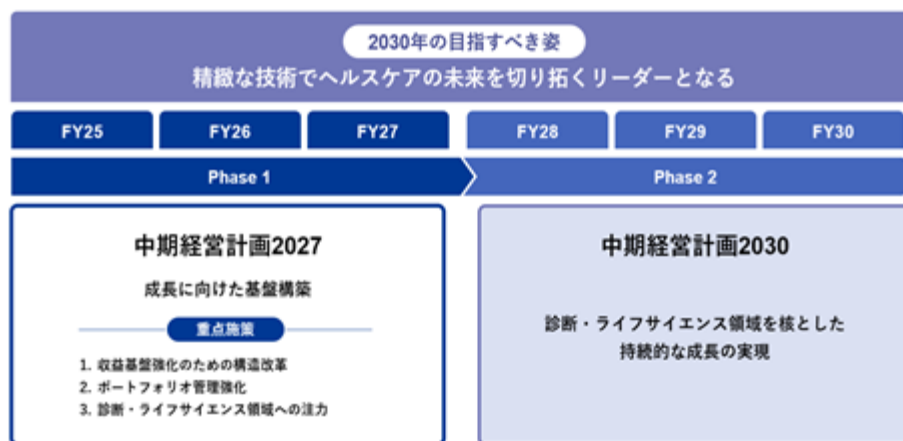 2030年の目指すべき姿
精緻な技術でヘルスケアの未来を切り拓くリーダーとなる
FY25 FY26 FY27 FY28 FY29 FY30
Phase 1 Phase 2
中期経営計画2027
成長に向けた基盤構築
重点施策
1. 収益基盤強化のための構造改革
2. ポートフォリオ管理強化
3. 診断・ライフサイエンス領域への注力
中期経営計画2030
診断・ライフサイエンス領域を核とした
持続的な成長の実現